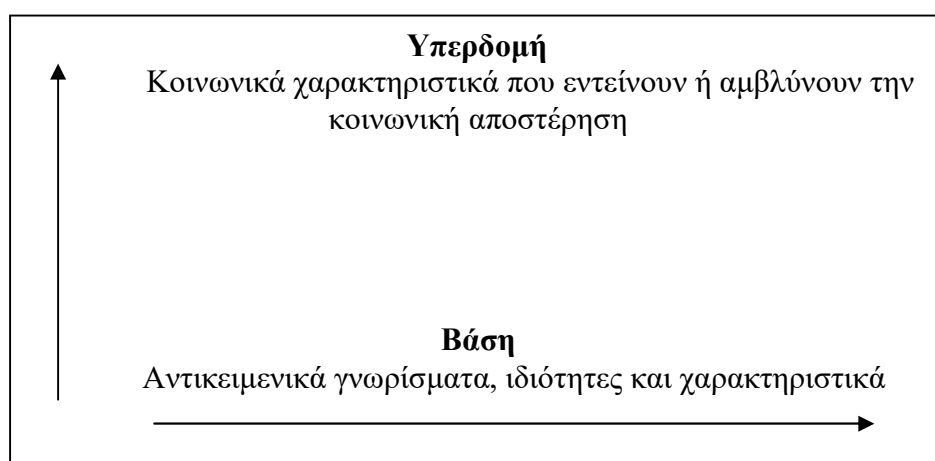 Υπερδομή
Κοινωνικά χαρακτηριστικά που εντείνουν ή αμβλύνουν την
κοινωνική αποστέρηση
Βάση
Αντικειμενικά γνωρίσματα, ιδιότητες και χαρακτηριστικά